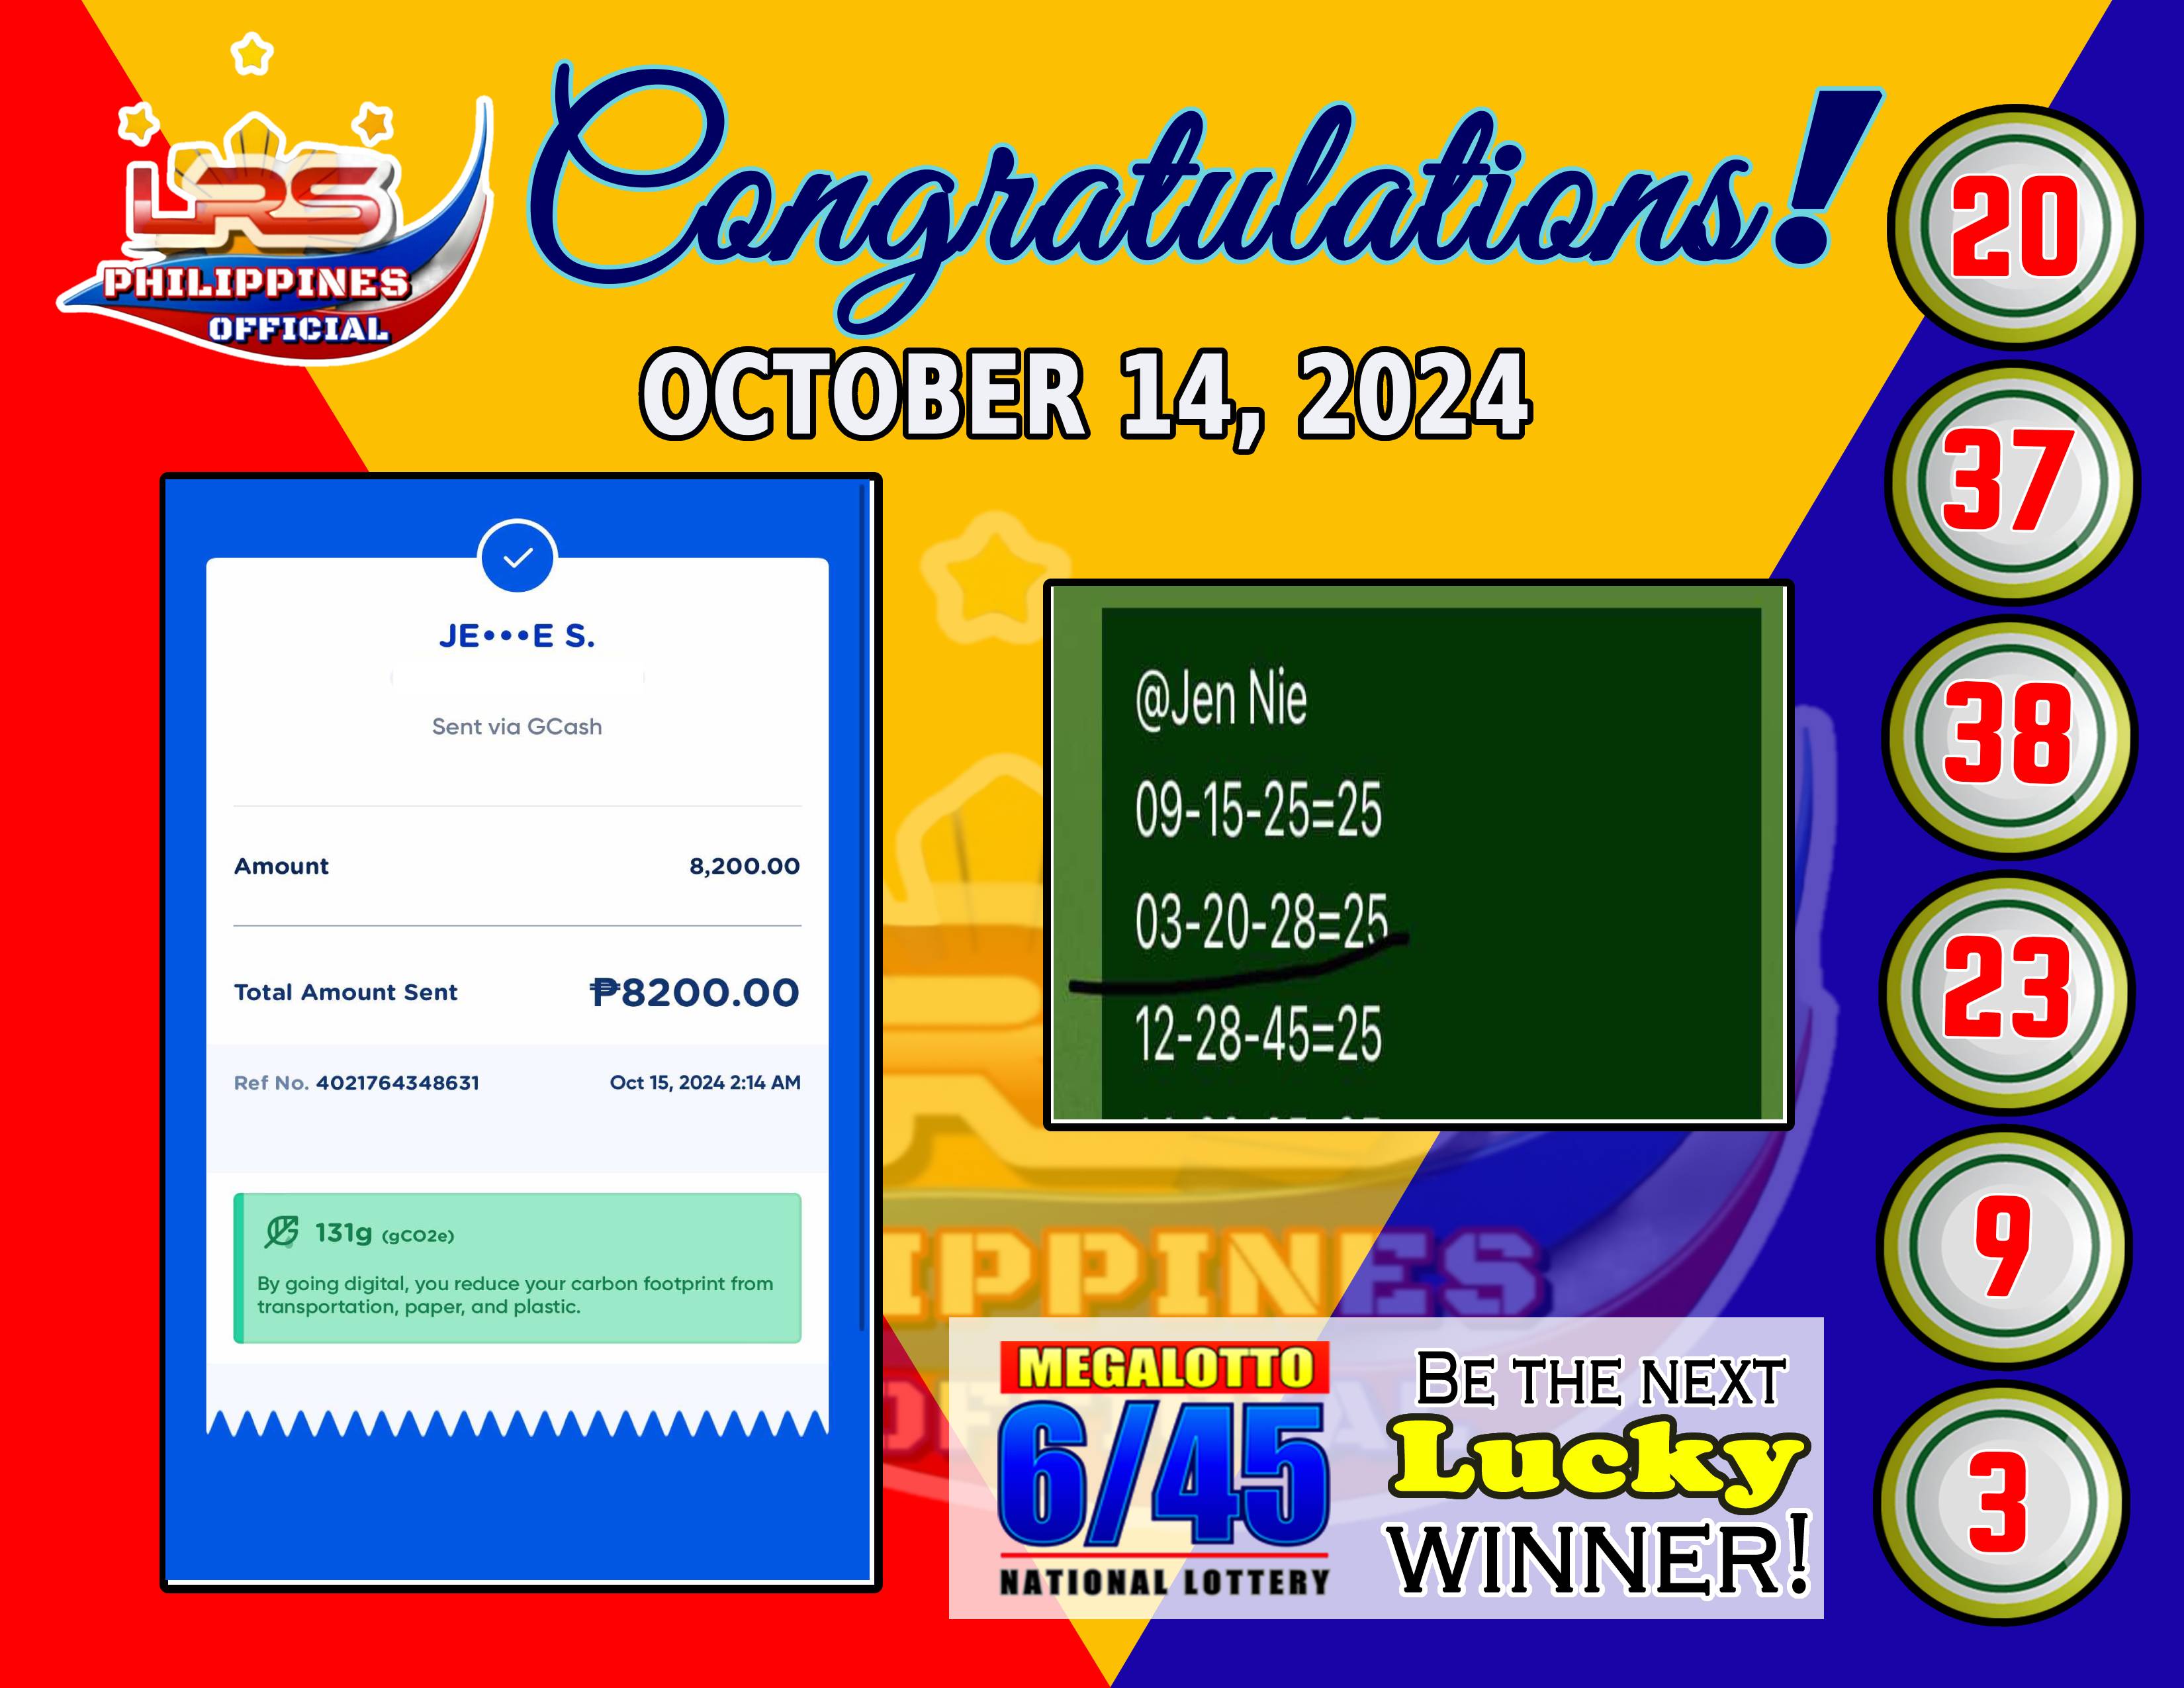 LRS
PHILIPPINES
OFFICIAL
Congratulations!
OCTOBER 14, 2024
JE•••E S.
Sent via GCash
Amount 8,200.00
Total Amount Sent ₱8200.00
Ref No. 4021764348631 Oct 15, 2024 2:14 AM
131g (gCO2e)
By going digital, you reduce your carbon footprint from
transportation, paper, and plastic.
@Jen Nie
09-15-25=25
03-20-28=25
12-28-45=25
MEGALOTTO
6/45
NATIONAL LOTTERY
BE THE NEXT
Lucky
WINNER!
20
37
38
23
9
3